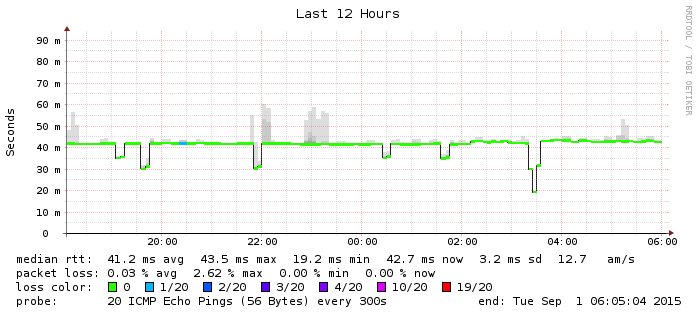 Last 12 Hours
RRDTOOL / TOBI OETIKER
Seconds
90 m
80 m
70 m
60 m
50 m
40 m
30 m
20 m
10 m
0
20:00 22:00 00:00 02:00 04:00 06:00
median rtt: 41.2 ms avg 43.5 ms max 19.2 ms min 42.7 ms now 3.2 ms sd 12.7 am/s
packet loss: 0.03 % avg 2.62 % max 0.00 % min 0.00 % now
loss color: 0 1/20 2/20 3/20 4/20 10/20 19/20
probe: 20 ICMP Echo Pings (56 Bytes) every 300s end: Tue Sep 1 06:05:04 2015